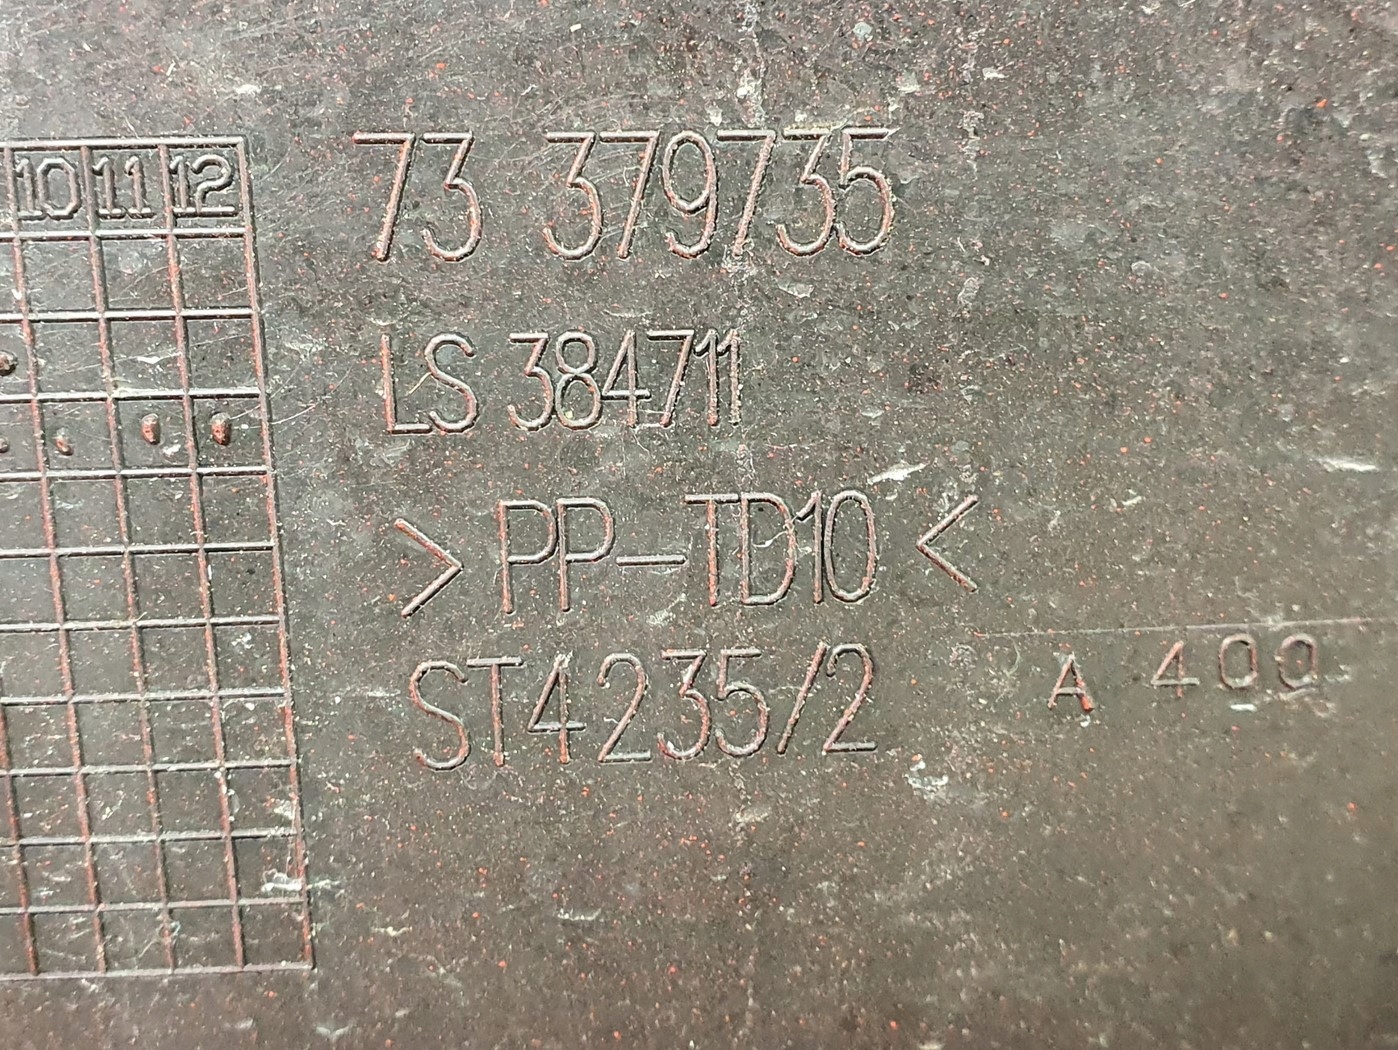 10 11 12
73 379735
LS 384711
> PP-TD10 <
ST4235/2
A 400